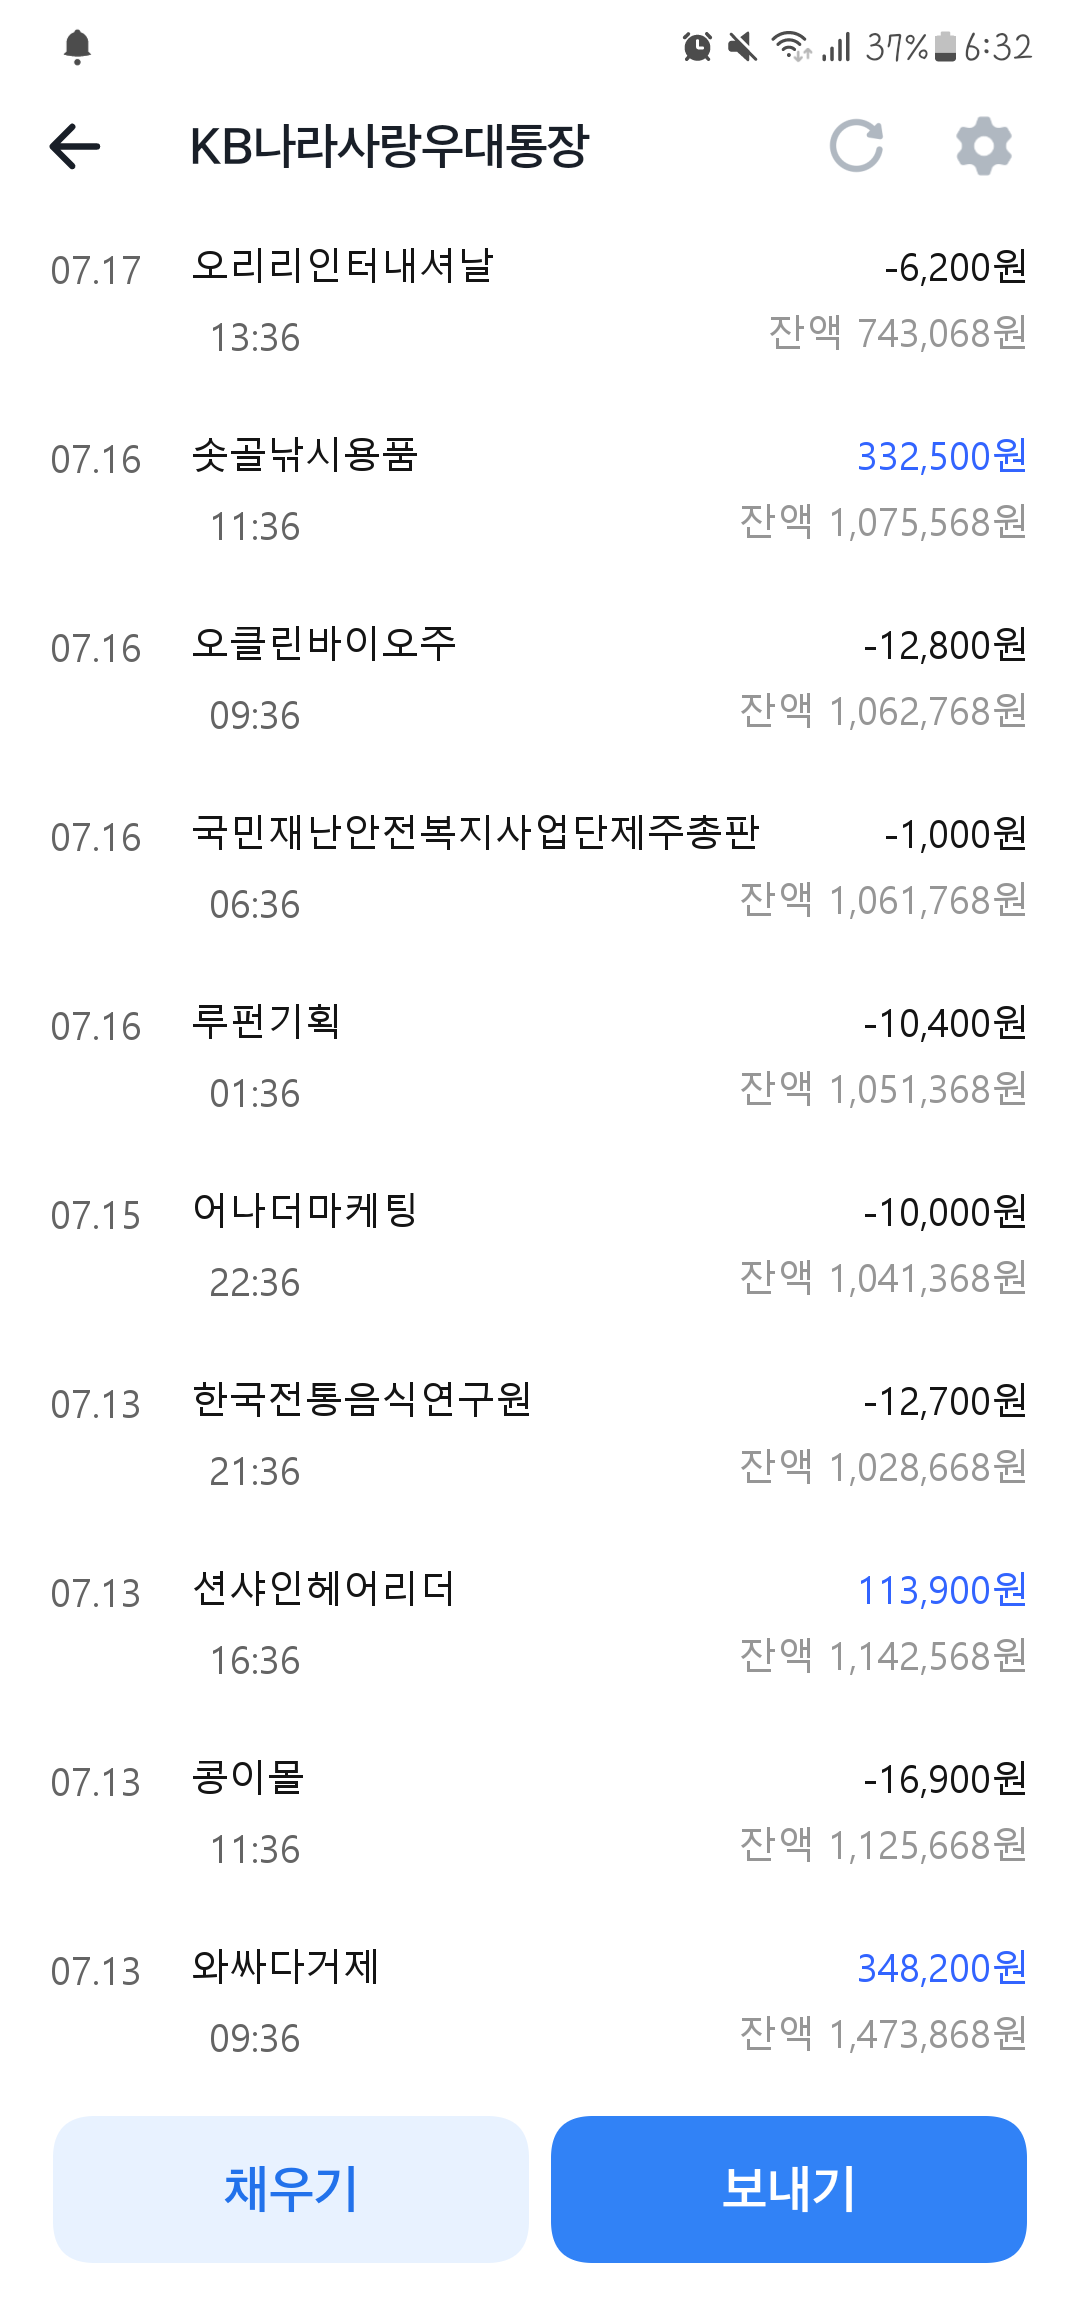 37% 6:32
KB나라사랑우대통장
07.17 오리리인터내셔날 -6,200원
13:36 잔액 743,068원
07.16 솟골낚시용품 332,500원
11:36 잔액 1,075,568원
07.16 오클린바이오주 -12,800원
09:36 잔액 1,062,768원
07.16 국민재난안전복지사업단제주총판 -1,000원
06:36 잔액 1,061,768원
07.16 루펀기획 -10,400원
01:36 잔액 1,051,368원
07.15 어나더마케팅 -10,000원
22:36 잔액 1,041,368원
07.13 한국전통음식연구원 -12,700원
21:36 잔액 1,028,668원
07.13 션샤인헤어리더 113,900원
16:36 잔액 1,142,568원
07.13 콩이몰 -16,900원
11:36 잔액 1,125,668원
07.13 와싸다거제 348,200원
09:36 잔액 1,473,868원
채우기 보내기